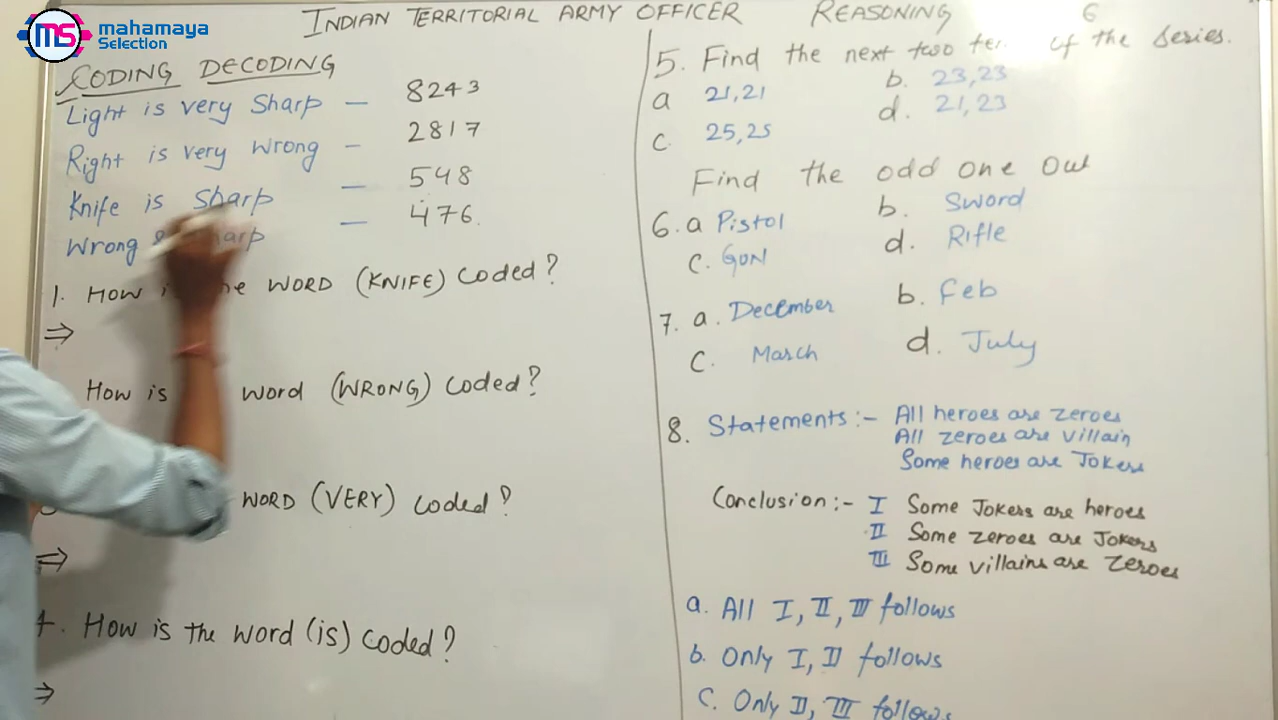 mahamaya
Selection
MS
INDIAN TERRITORIAL ARMY OFFICER REASONING 6
CODING DECODING
Light is very Sharp — 8243
Right is very wrong — 2817
Knife is Sharp — 548
Wrong — 476.
1. HOW THE WORD (KNIFE) Coded?
⇒
How is word (WRONG) Coded?
WORD (VERY) Coded?
⇒
4. How is the word (is) Coded?
⇒
5. Find the next two of the Series.
a 21,21 b. 23,23
c. 25,25 d. 21,23
Find the odd one Out
6. a Pistol b. Sword
c. GUN d. Rifle
7. a. December b. Feb
c. March d. July
8. Statements :- All heroes are zeroes
All zeroes are villain
Some heroes are Jokers
Conclusion :- I Some Jokers are heroes
II Some zeroes are Jokers
III Some villains are zeroes
a. All I, II, III follows
b. Only I, II follows
c. Only II, III follows